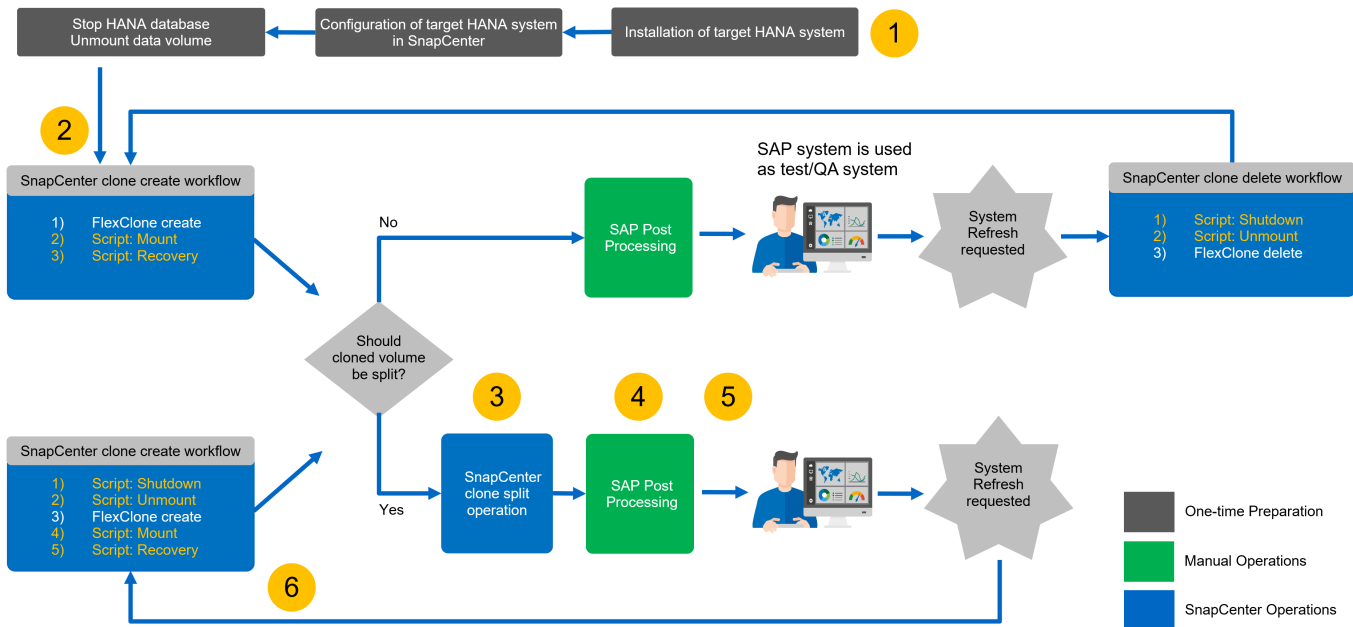 Stop HANA database
Unmount data volume
Configuration of target HANA system
in SnapCenter
Installation of target HANA system
1
2
SnapCenter clone create workflow
1) FlexClone create
2) Script: Mount
3) Script: Recovery
No
SAP Post
Processing
SAP system is used
as test/QA system
System
Refresh
requested
SnapCenter clone delete workflow
1) Script: Shutdown
2) Script: Unmount
3) FlexClone delete
Should
cloned volume
be split?
3
4
5
SnapCenter clone create workflow
1) Script: Shutdown
2) Script: Unmount
3) FlexClone create
4) Script: Mount
5) Script: Recovery
Yes
SnapCenter
clone split
operation
SAP Post
Processing
System
Refresh
requested
6
One-time Preparation
Manual Operations
SnapCenter Operations